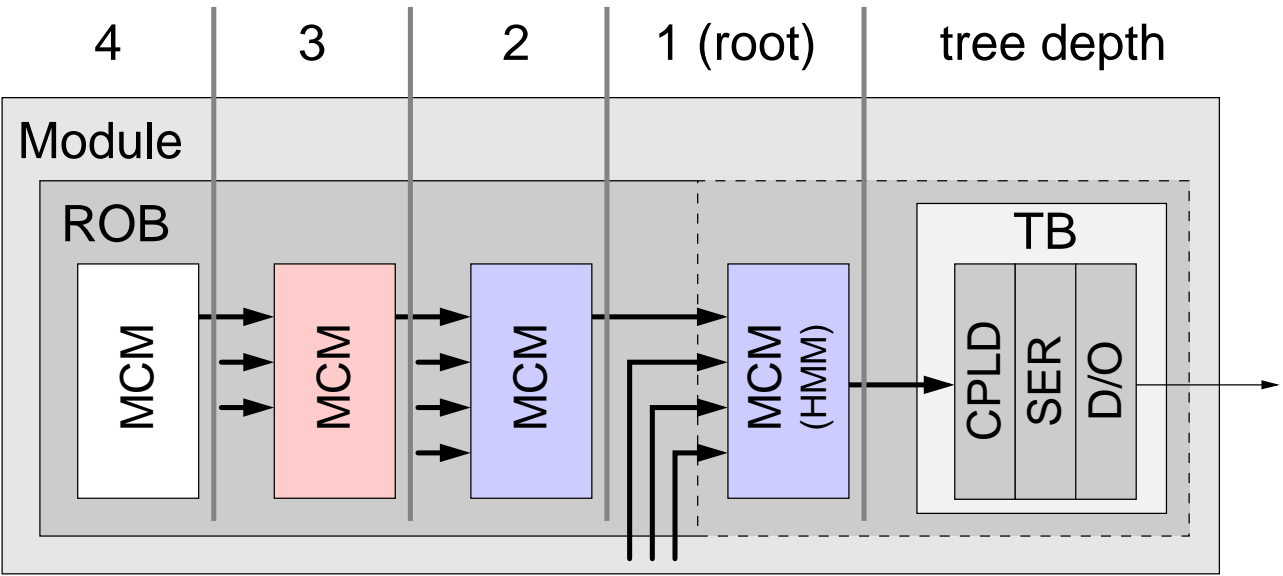 4 3 2 1 (root) tree depth
Module
ROB
TB
MCM
MCM
MCM
MCM
(HMM)
CPLD
SER
D/O